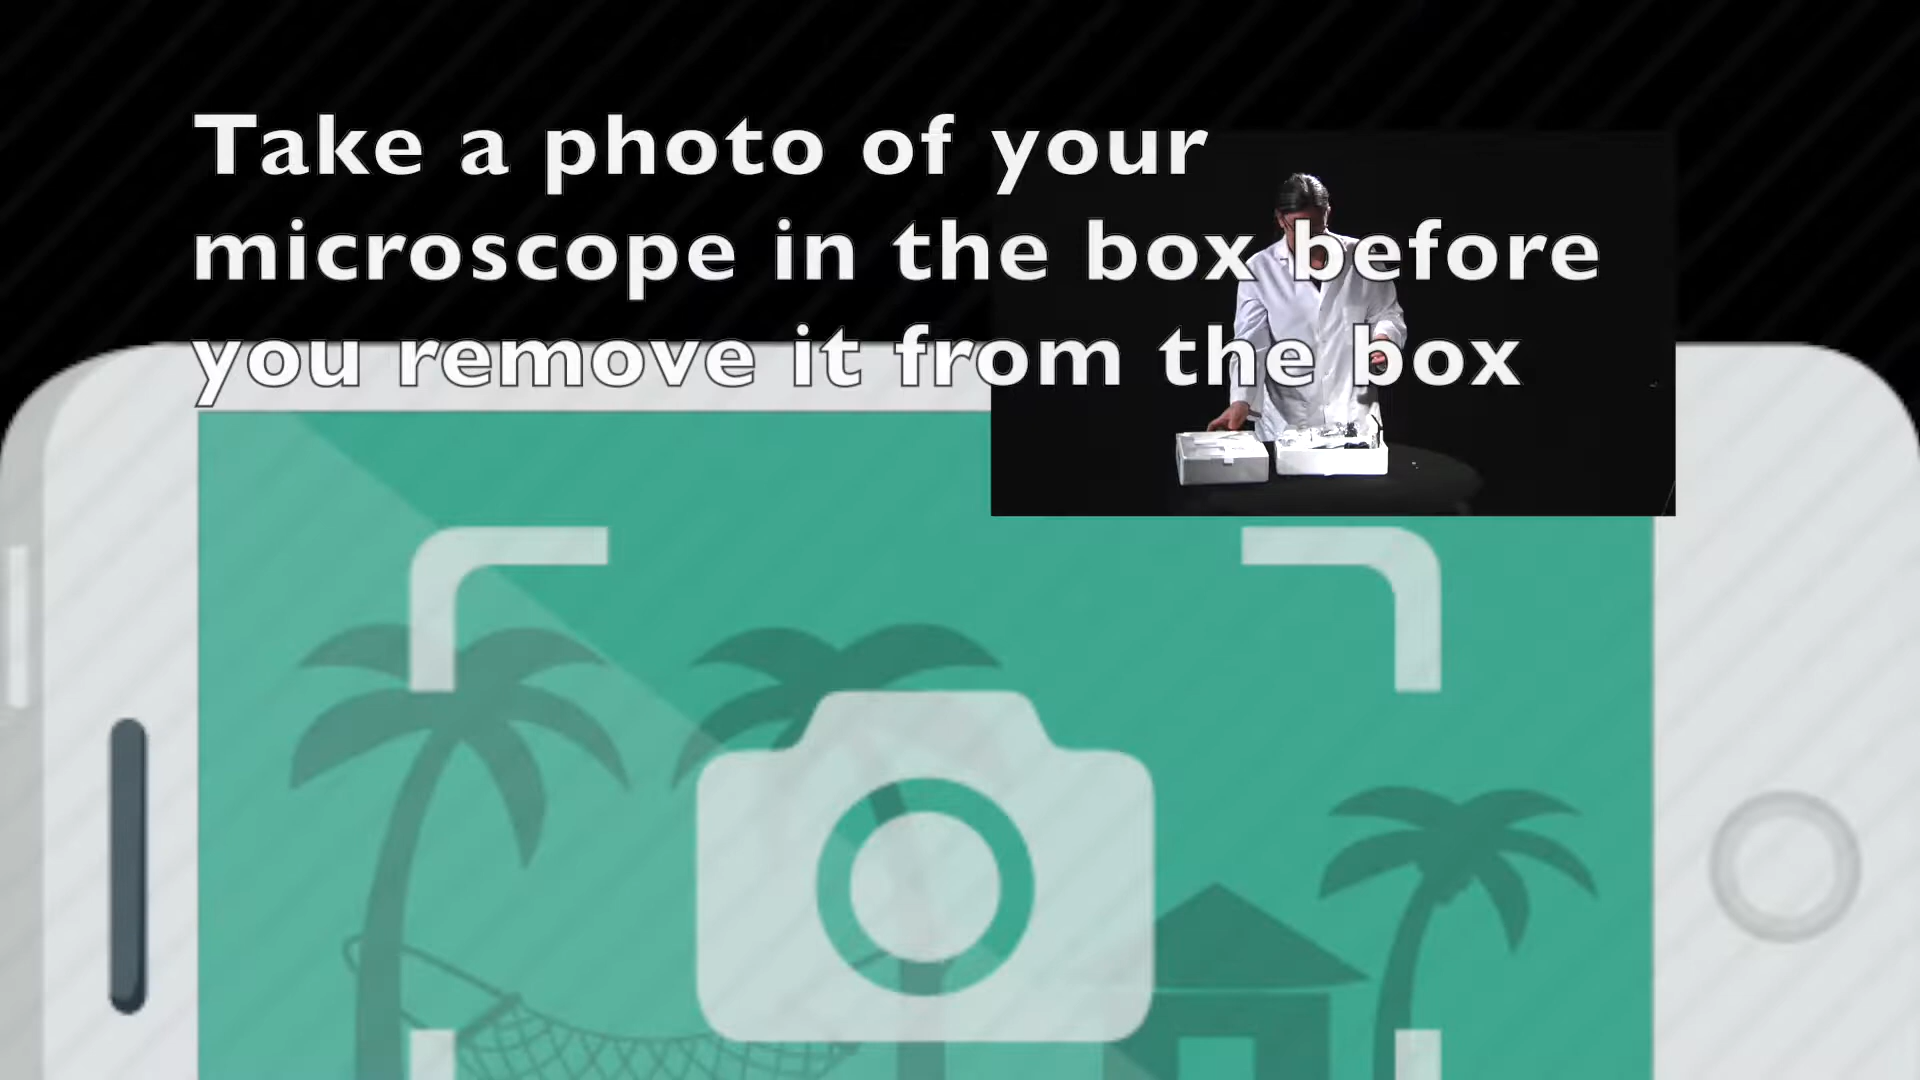 Take a photo of your
microscope in the box before
you remove it from the box